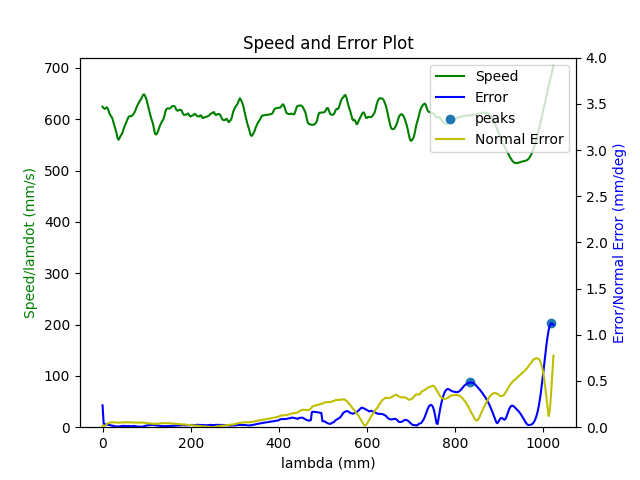 Speed and Error Plot
Speed
Error
peaks
Normal Error
Speed/lamdot (mm/s)
700
600
500
400
300
200
100
0
4.0
3.5
3.0
2.5
2.0
1.5
1.0
0.5
0.0
Error/Normal Error (mm/deg)
0 200 400 600 800 1000
lambda (mm)